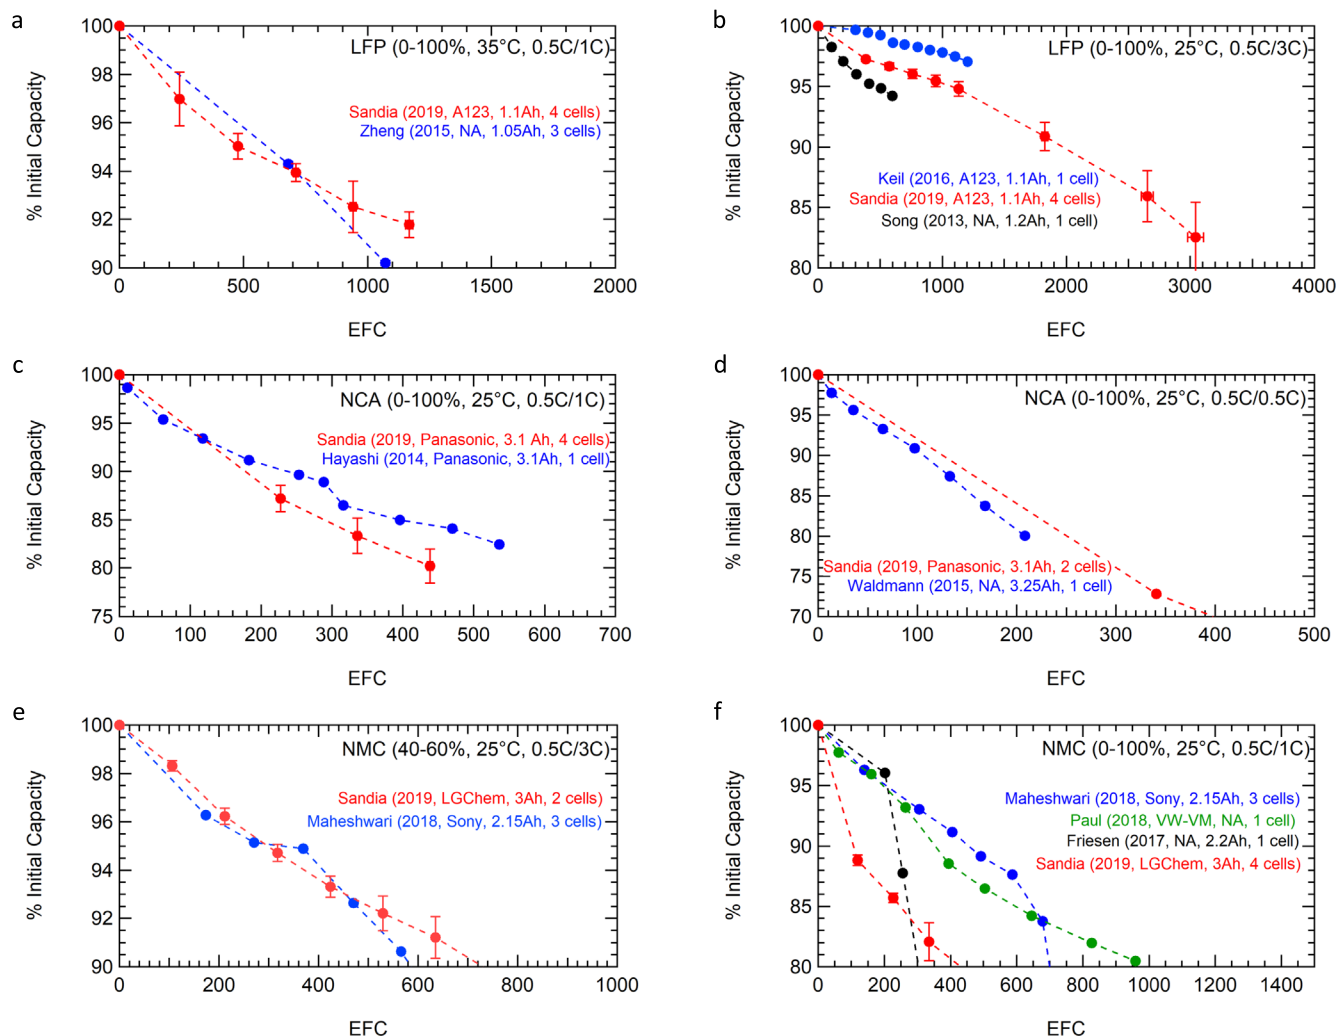 a
LFP (0-100%, 35°C, 0.5C/1C)
Sandia (2019, A123, 1.1Ah, 4 cells)
Zheng (2015, NA, 1.05Ah, 3 cells)
% Initial Capacity
100
98
96
94
92
90
0
500
1000
1500
2000
EFC
b
LFP (0-100%, 25°C, 0.5C/3C)
Keil (2016, A123, 1.1Ah, 1 cell)
Sandia (2019, A123, 1.1Ah, 4 cells)
Song (2013, NA, 1.2Ah, 1 cell)
% Initial Capacity
100
95
90
85
80
0
1000
2000
3000
4000
EFC
c
NCA (0-100%, 25°C, 0.5C/1C)
Sandia (2019, Panasonic, 3.1 Ah, 4 cells)
Hayashi (2014, Panasonic, 3.1Ah, 1 cell)
% Initial Capacity
100
95
90
85
80
75
0
100
200
300
400
500
600
700
EFC
d
NCA (0-100%, 25°C, 0.5C/0.5C)
Sandia (2019, Panasonic, 3.1Ah, 2 cells)
Waldmann (2015, NA, 3.25Ah, 1 cell)
% Initial Capacity
100
95
90
85
80
75
70
0
100
200
300
400
500
EFC
e
NMC (40-60%, 25°C, 0.5C/3C)
Sandia (2019, LGChem, 3Ah, 2 cells)
Maheshwari (2018, Sony, 2.15Ah, 3 cells)
% Initial Capacity
100
98
96
94
92
90
0
200
400
600
800
1000
EFC
f
NMC (0-100%, 25°C, 0.5C/1C)
Maheshwari (2018, Sony, 2.15Ah, 3 cells)
Paul (2018, VW-VM, NA, 1 cell)
Friesen (2017, NA, 2.2Ah, 1 cell)
Sandia (2019, LGChem, 3Ah, 4 cells)
% Initial Capacity
100
95
90
85
80
0
200
400
600
800
1000
1200
1400
EFC